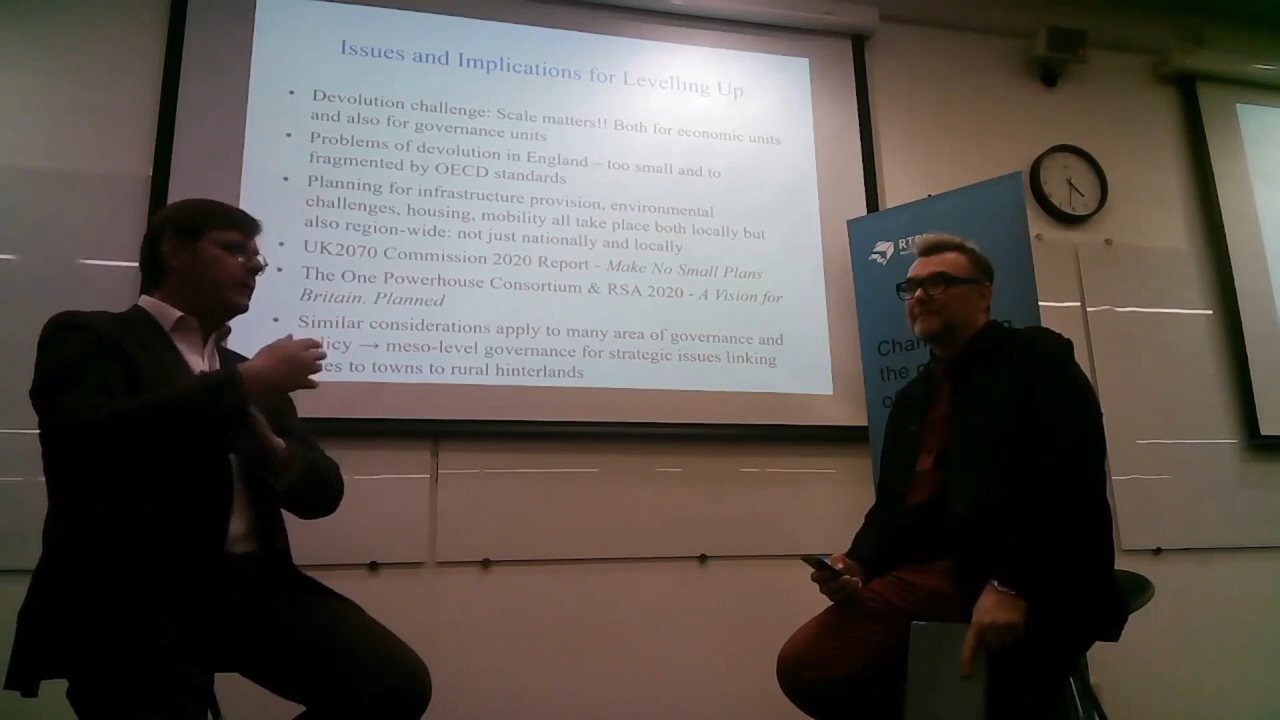 Issues and Implications for Levelling Up
• Devolution challenge: Scale matters!! Both for economic units
and also for governance units
• Problems of devolution in England – too small and to
fragmented by OECD standards
• Planning for infrastructure provision, environmental
challenges, housing, mobility all take place both locally but
also region-wide: not just nationally and locally
• UK2070 Commission 2020 Report - Make No Small Plans
• The One Powerhouse Consortium & RSA 2020 - A Vision for
Britain. Planned
• Similar considerations apply to many area of governance and
→ meso-level governance for strategic issues linking
to towns to rural hinterlands
the